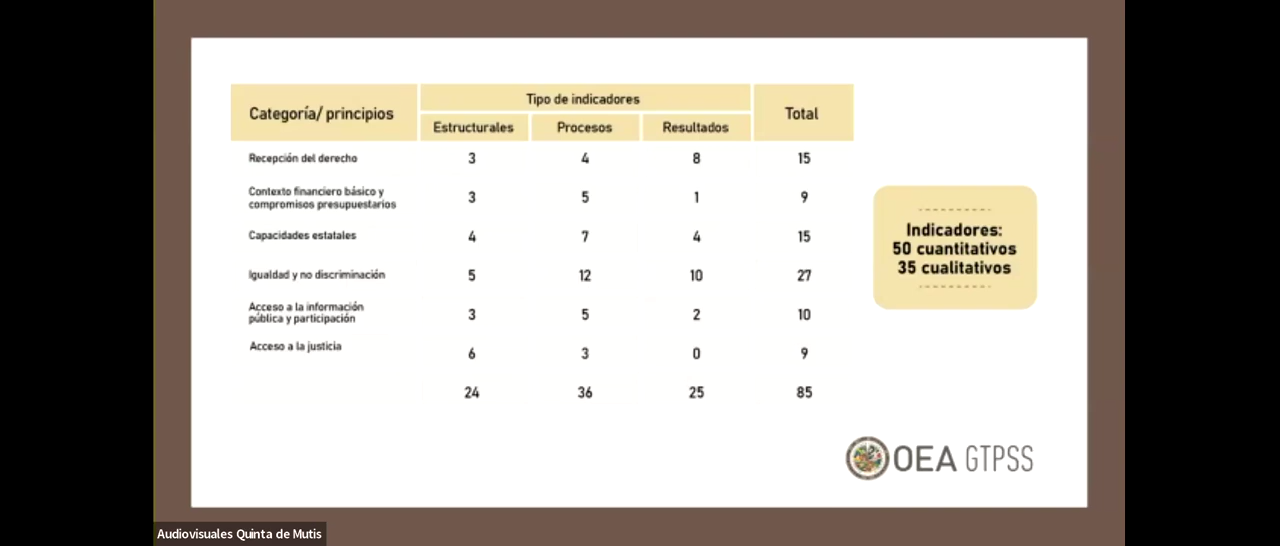 Categoría/ principios
Tipo de indicadores
Total
Estructurales
Procesos
Resultados
Recepción del derecho
3
4
8
15
Contexto financiero básico y
compromisos presupuestarios
3
5
1
9
Capacidades estatales
4
7
4
15
Igualdad y no discriminación
5
12
10
27
Acceso a la información
pública y participación
3
5
2
10
Acceso a la justicia
6
3
0
9
24
36
25
85
Indicadores:
50 cuantitativos
35 cualitativos
OEA GTPSS
Audiovisuales Quinta de Mutis